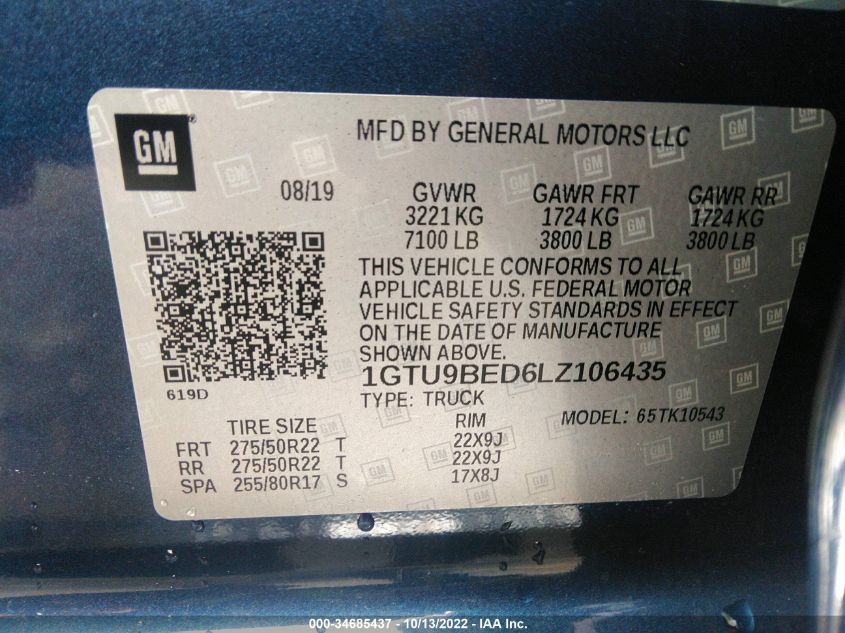 GM
MFD BY GENERAL MOTORS LLC
08/19 GVWR GAWR FRT GAWR RR
3221 KG 1724 KG 1724 KG
7100 LB 3800 LB 3800 LB
THIS VEHICLE CONFORMS TO ALL
APPLICABLE U.S. FEDERAL MOTOR
VEHICLE SAFETY STANDARDS IN EFFECT
ON THE DATE OF MANUFACTURE
SHOWN ABOVE.
619D
1GTU9BED6LZ106435
TYPE: TRUCK
TIRE SIZE RIM MODEL: 65TK10543
FRT 275/50R22 T 22X9J
RR 275/50R22 T 22X9J
SPA 255/80R17 S 17X8J
000-34685437 - 10/13/2022 - IAA Inc.